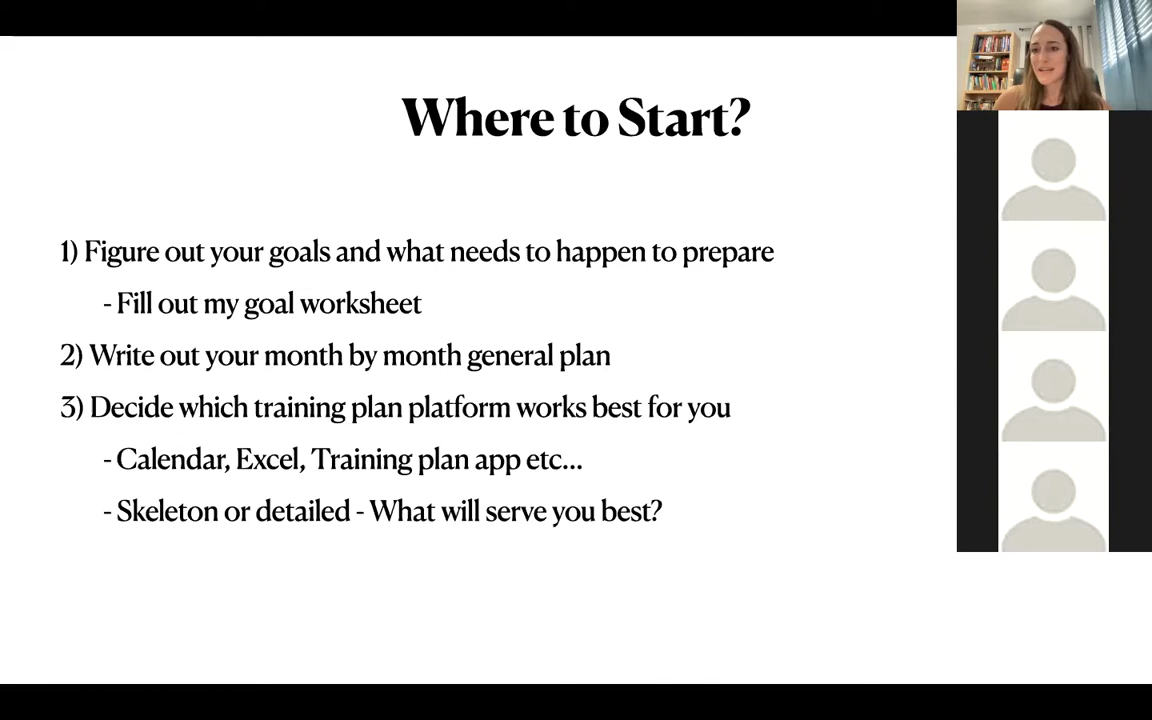 Where to Start?
1) Figure out your goals and what needs to happen to prepare
- Fill out my goal worksheet
2) Write out your month by month general plan
3) Decide which training plan platform works best for you
- Calendar, Excel, Training plan app etc...
- Skeleton or detailed - What will serve you best?